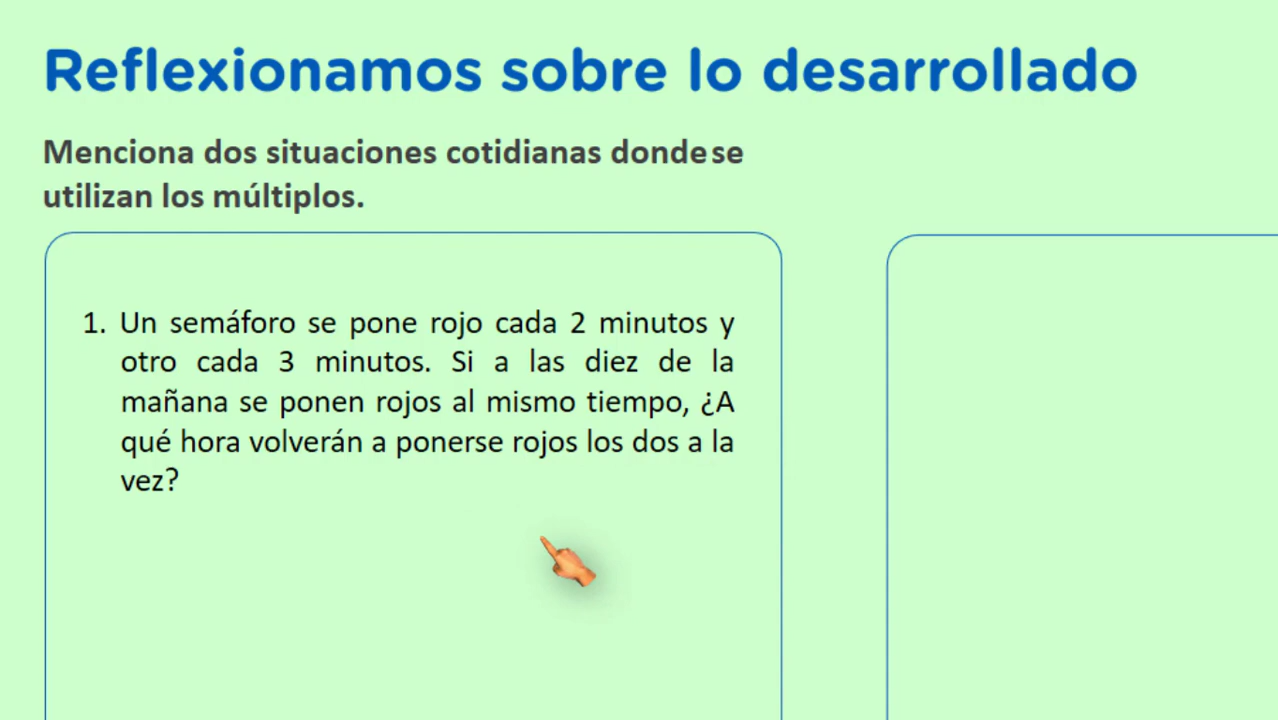 Reflexionamos sobre lo desarrollado
Menciona dos situaciones cotidianas donde se
utilizan los múltiplos.
1. Un semáforo se pone rojo cada 2 minutos y
otro cada 3 minutos. Si a las diez de la
mañana se ponen rojos al mismo tiempo, ¿A
qué hora volverán a ponerse rojos los dos a la
vez?